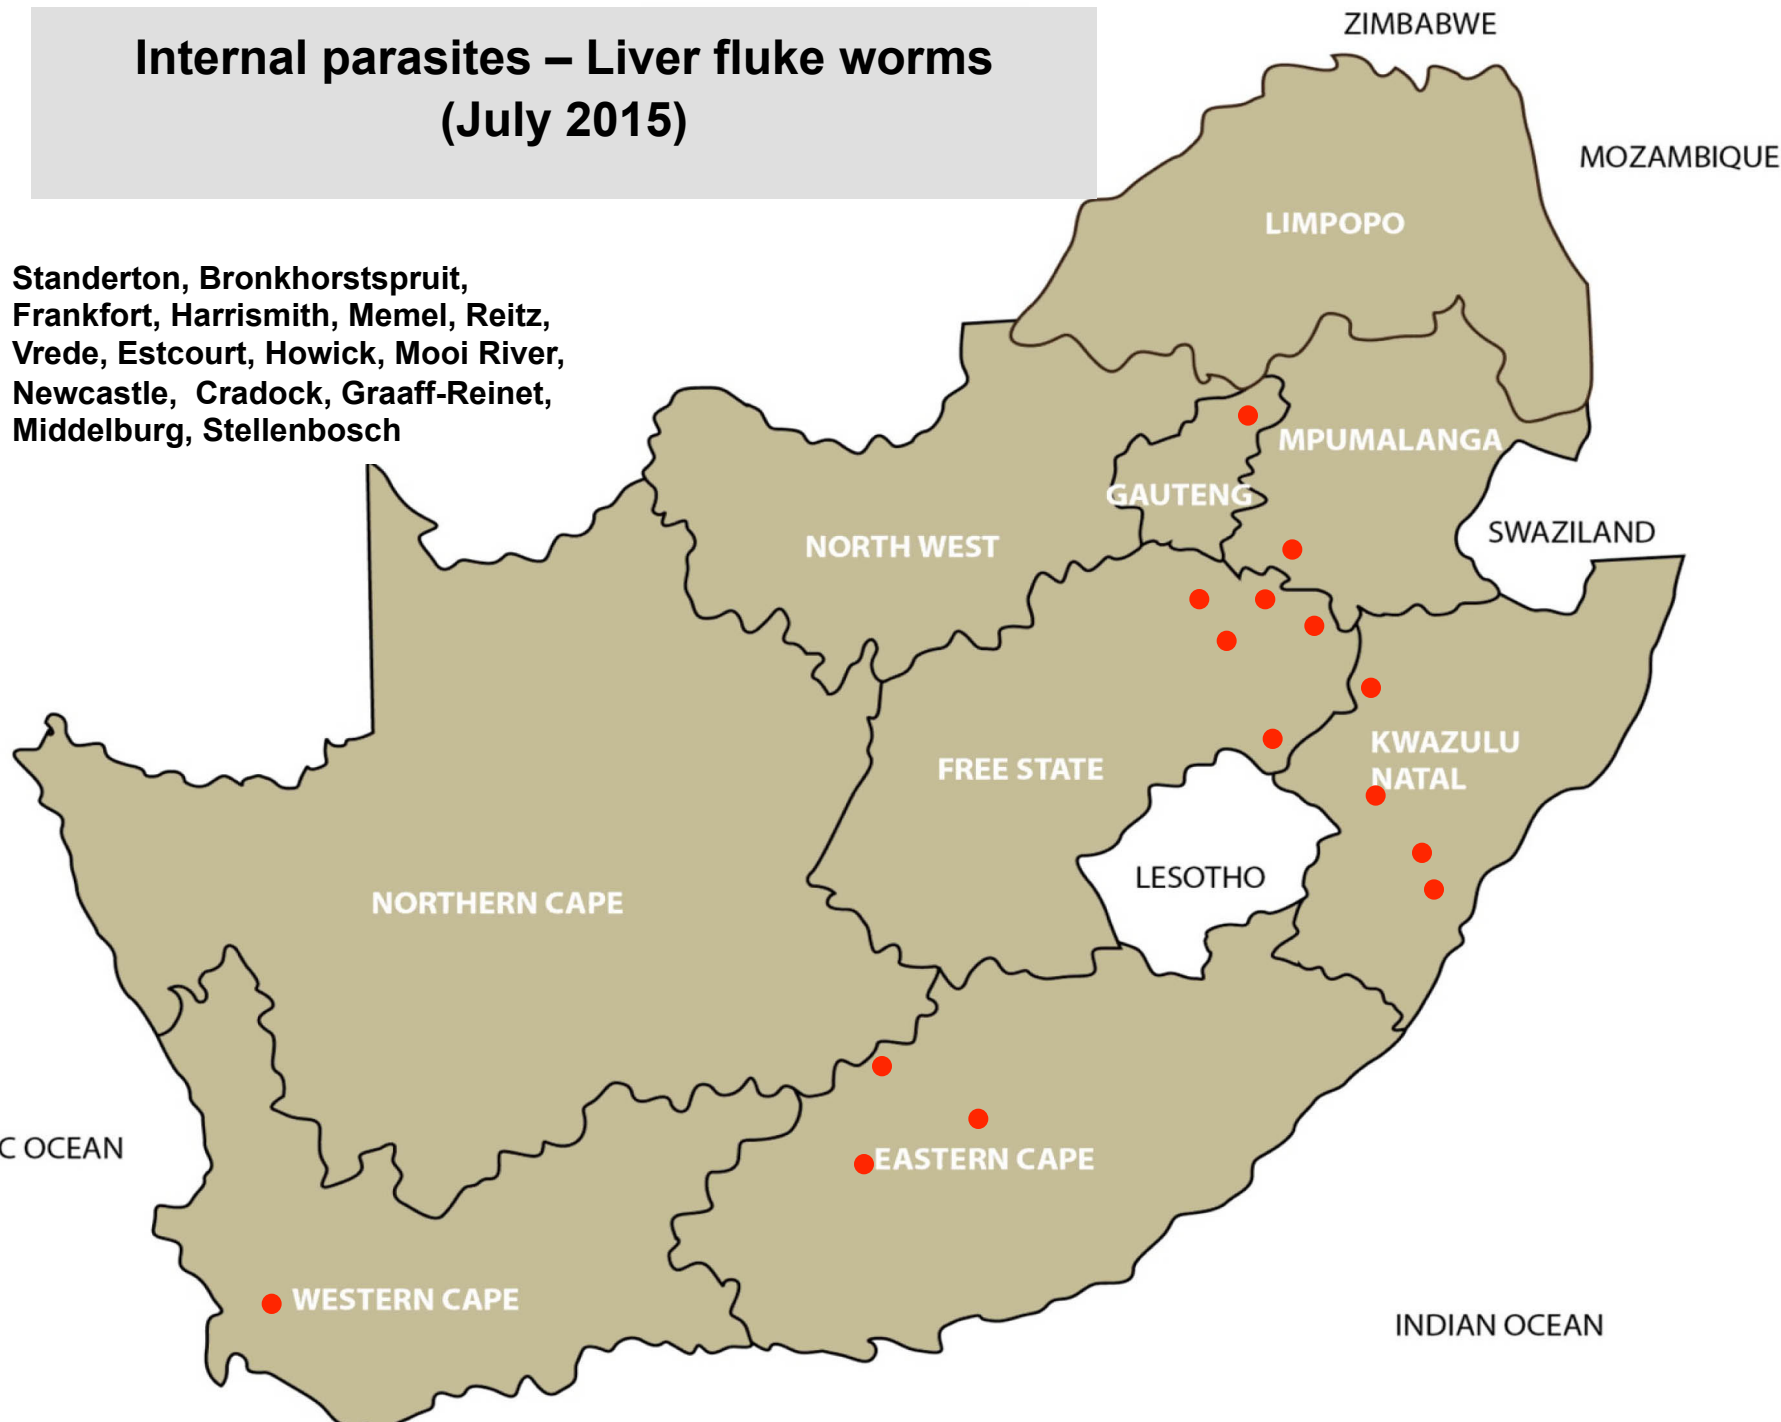 Internal parasites – Liver fluke worms
(July 2015)
ZIMBABWE
MOZAMBIQUE
LIMPOPO
Standerton, Bronkhorstspruit,
Frankfort, Harrismith, Memel, Reitz,
Vrede, Estcourt, Howick, Mooi River,
Newcastle,  Cradock, Graaff-Reinet,
Middelburg, Stellenbosch
MPUMALANGA
GAUTENG
SWAZILAND
NORTH WEST
KWAZULU
NATAL
FREE STATE
LESOTHO
NORTHERN CAPE
C OCEAN
EASTERN CAPE
WESTERN CAPE
INDIAN OCEAN